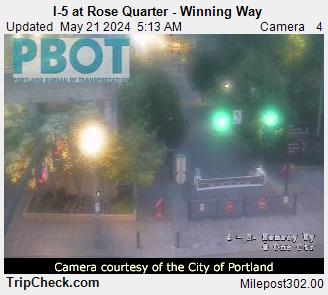 I-5 at Rose Quarter - Winning Way
Updated May 21 2024 5:13 AM Camera 4
PBOT
PORTLAND BUREAU OF TRANSPORTATION
Camera courtesy of the City of Portland
TripCheck.com Milepost302.00